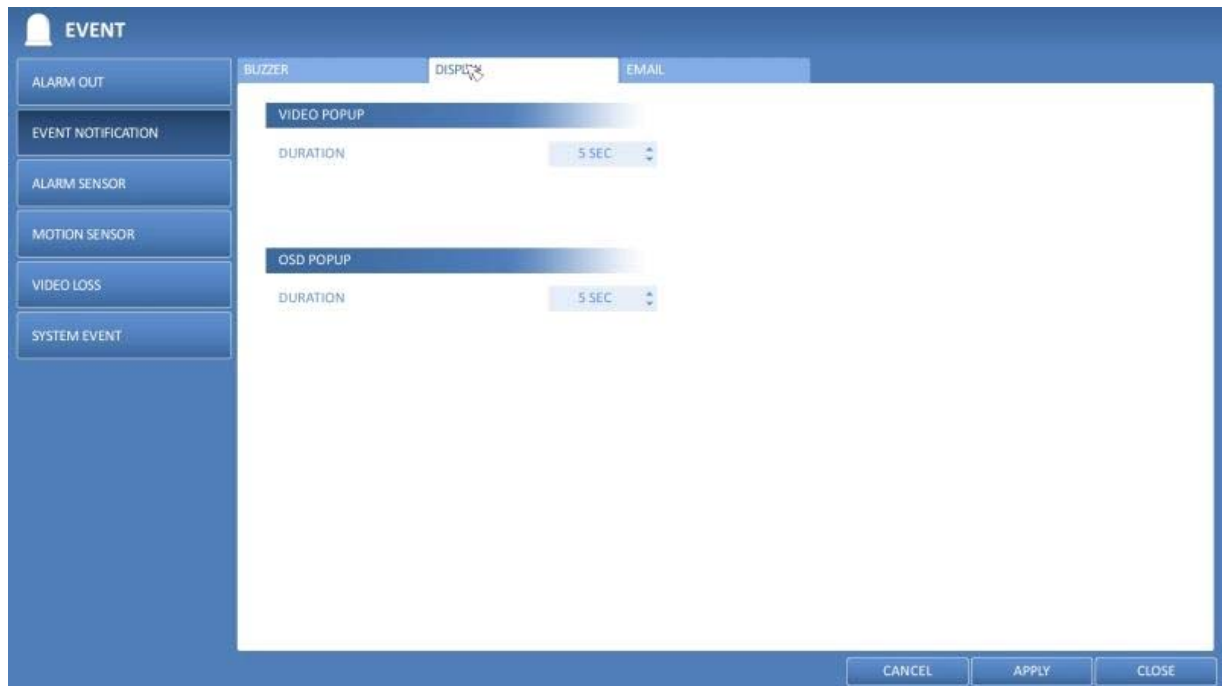 EVENT
ALARM OUT
EVENT NOTIFICATION
ALARM SENSOR
MOTION SENSOR
VIDEO LOSS
SYSTEM EVENT
BUZZER DISPLAY EMAIL
VIDEO POPUP
DURATION 5 SEC
OSD POPUP
DURATION 5 SEC
CANCEL APPLY CLOSE